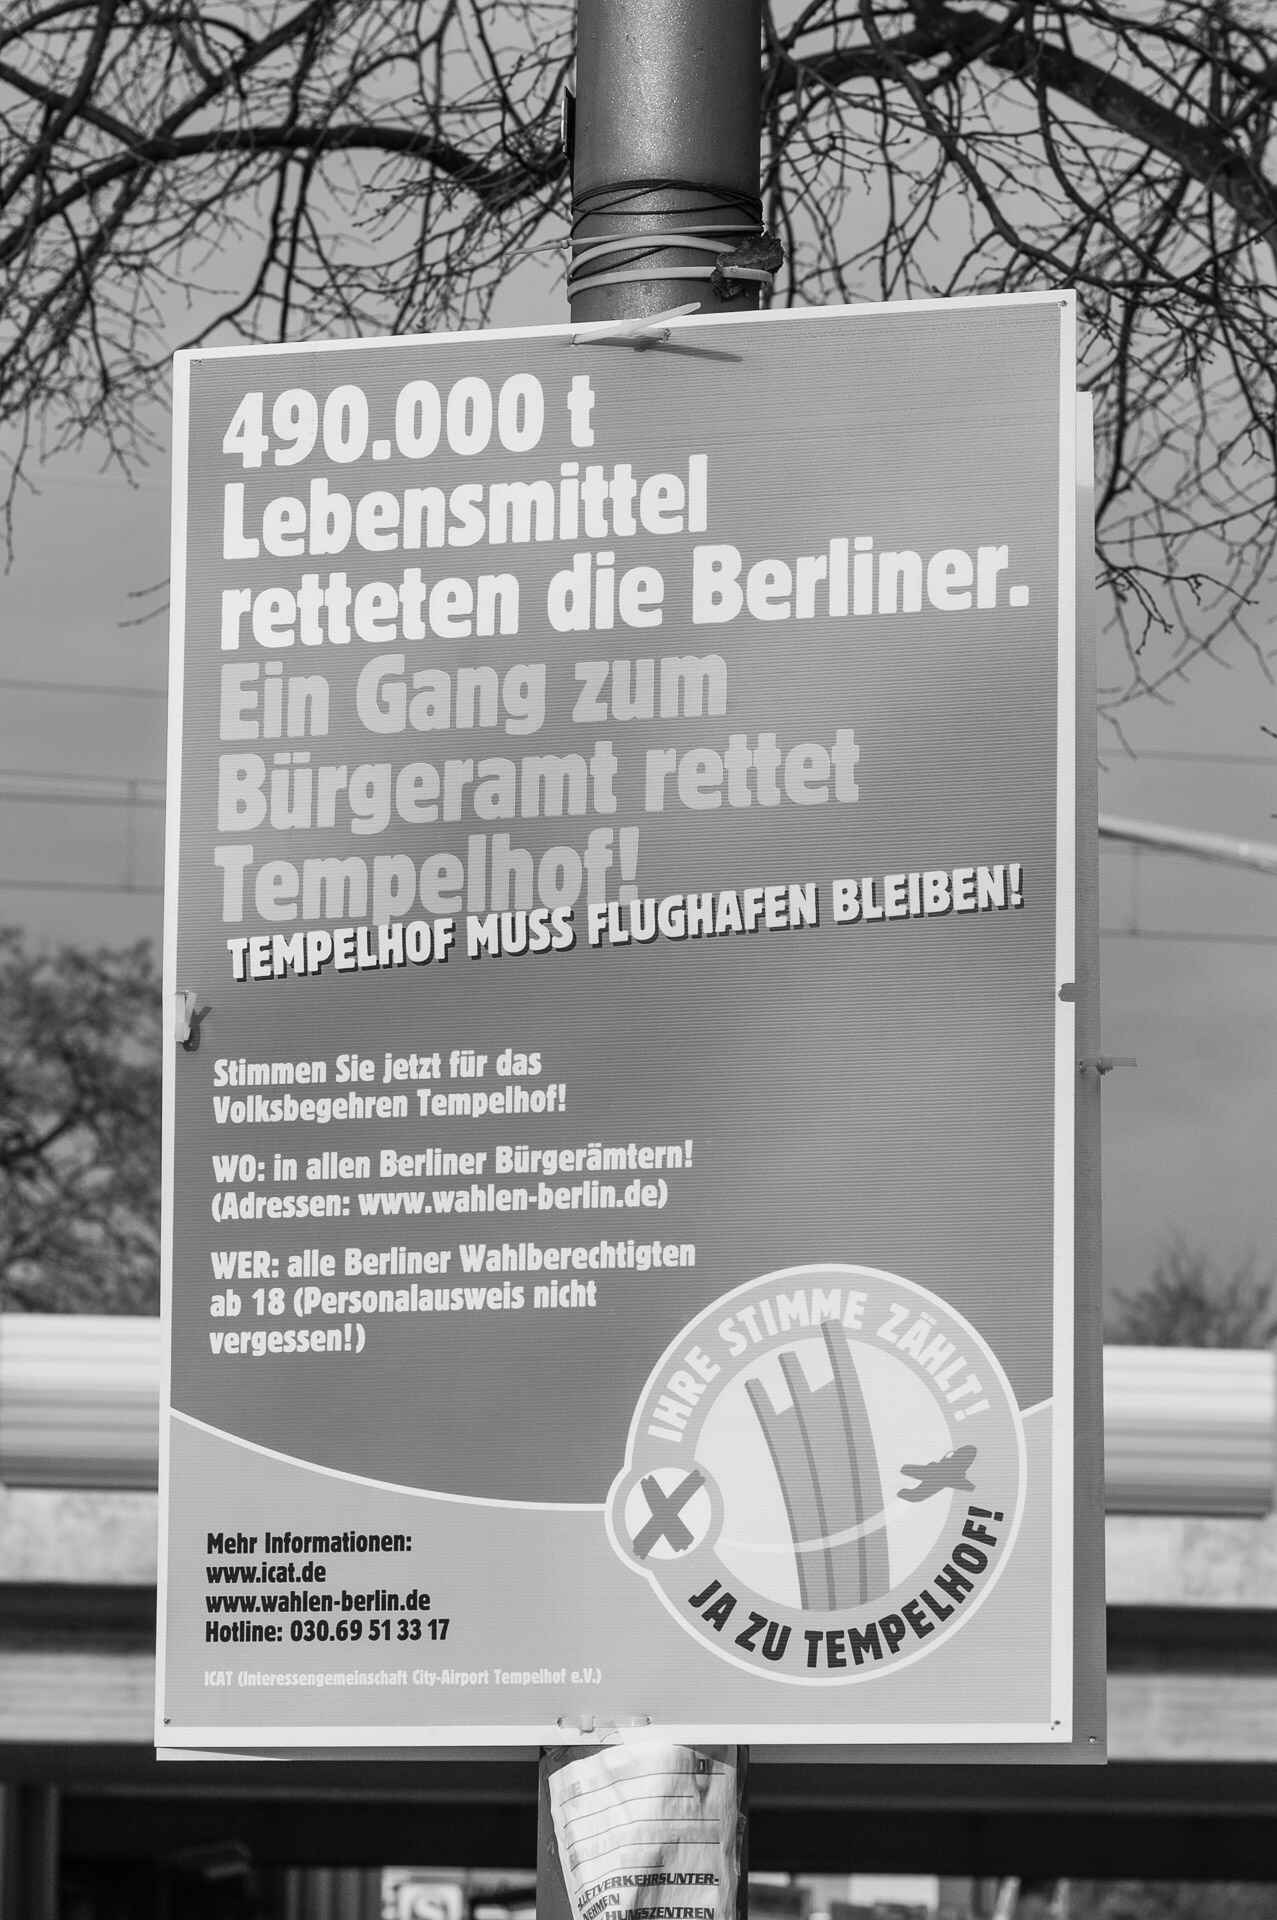 490.000 t
Lebensmittel
retteten die Berliner.
Ein Gang zum
Bürgeramt rettet
Tempelhof!
TEMPELHOF MUSS FLUGHAFEN BLEIBEN!
Stimmen Sie jetzt für das
Volksbegehren Tempelhof!
WO: in allen Berliner Bürgerämtern!
(Adressen: www.wahlen-berlin.de)
WER: alle Berliner Wahlberechtigten
ab 18 (Personalausweis nicht
vergessen!)
IHRE STIMME ZÄHLT!
JA ZU TEMPELHOF!
Mehr Informationen:
www.icat.de
www.wahlen-berlin.de
Hotline: 030.69 51 33 17
ICAT (Interessengemeinschaft City-Airport Tempelhof e.V.)